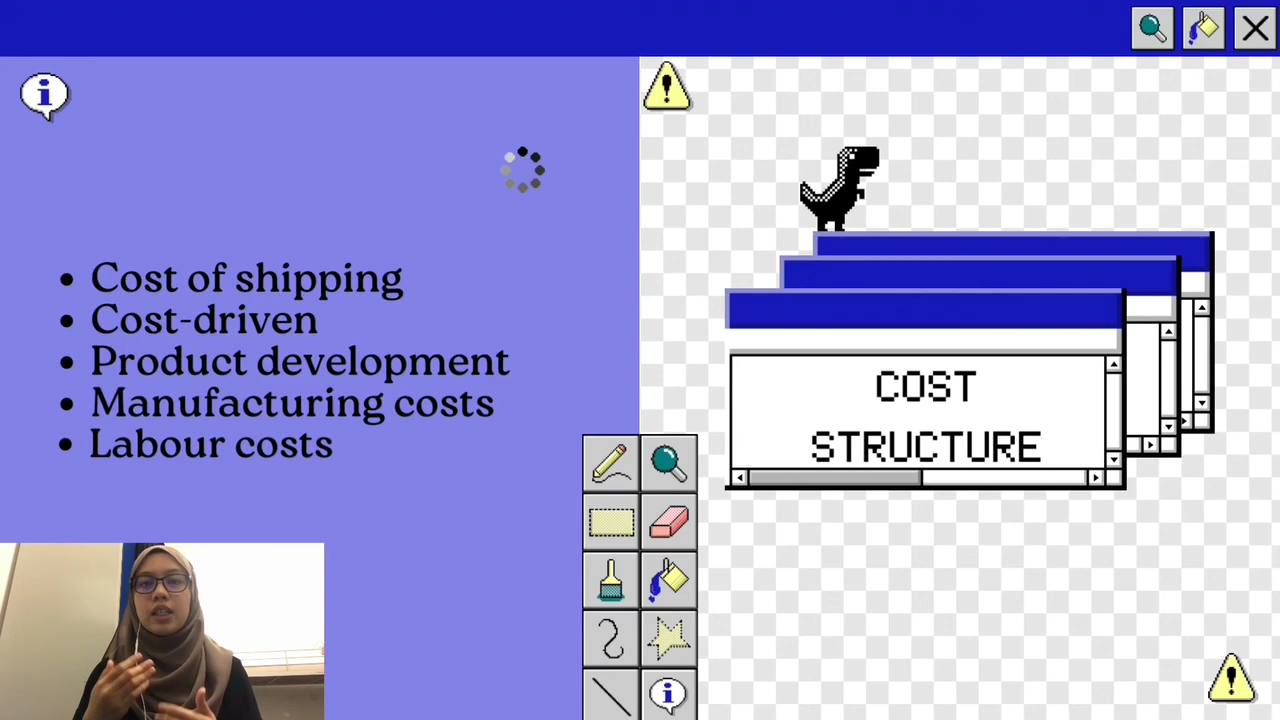 Cost of shipping
Cost-driven
Product development
Manufacturing costs
Labour costs
COST
STRUCTURE